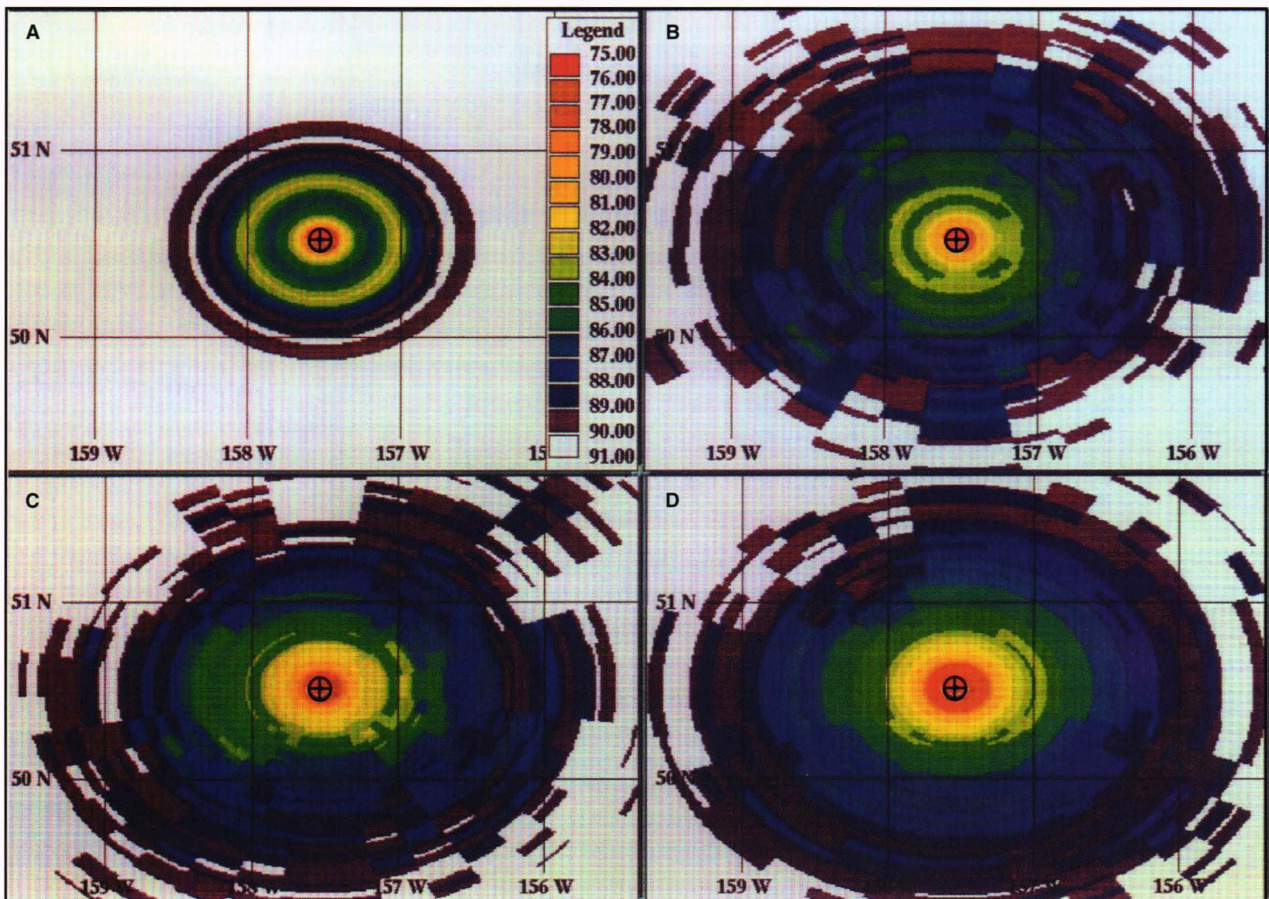 A
Legend
75.00
76.00
77.00
78.00
79.00
80.00
81.00
82.00
83.00
84.00
85.00
86.00
87.00
88.00
89.00
90.00
91.00
51 N
50 N
159 W
158 W
157 W
B
159 W
158 W
157 W
156 W
C
51 N
50 N
159 W
157 W
156 W
D
51 N
159 W
156 W